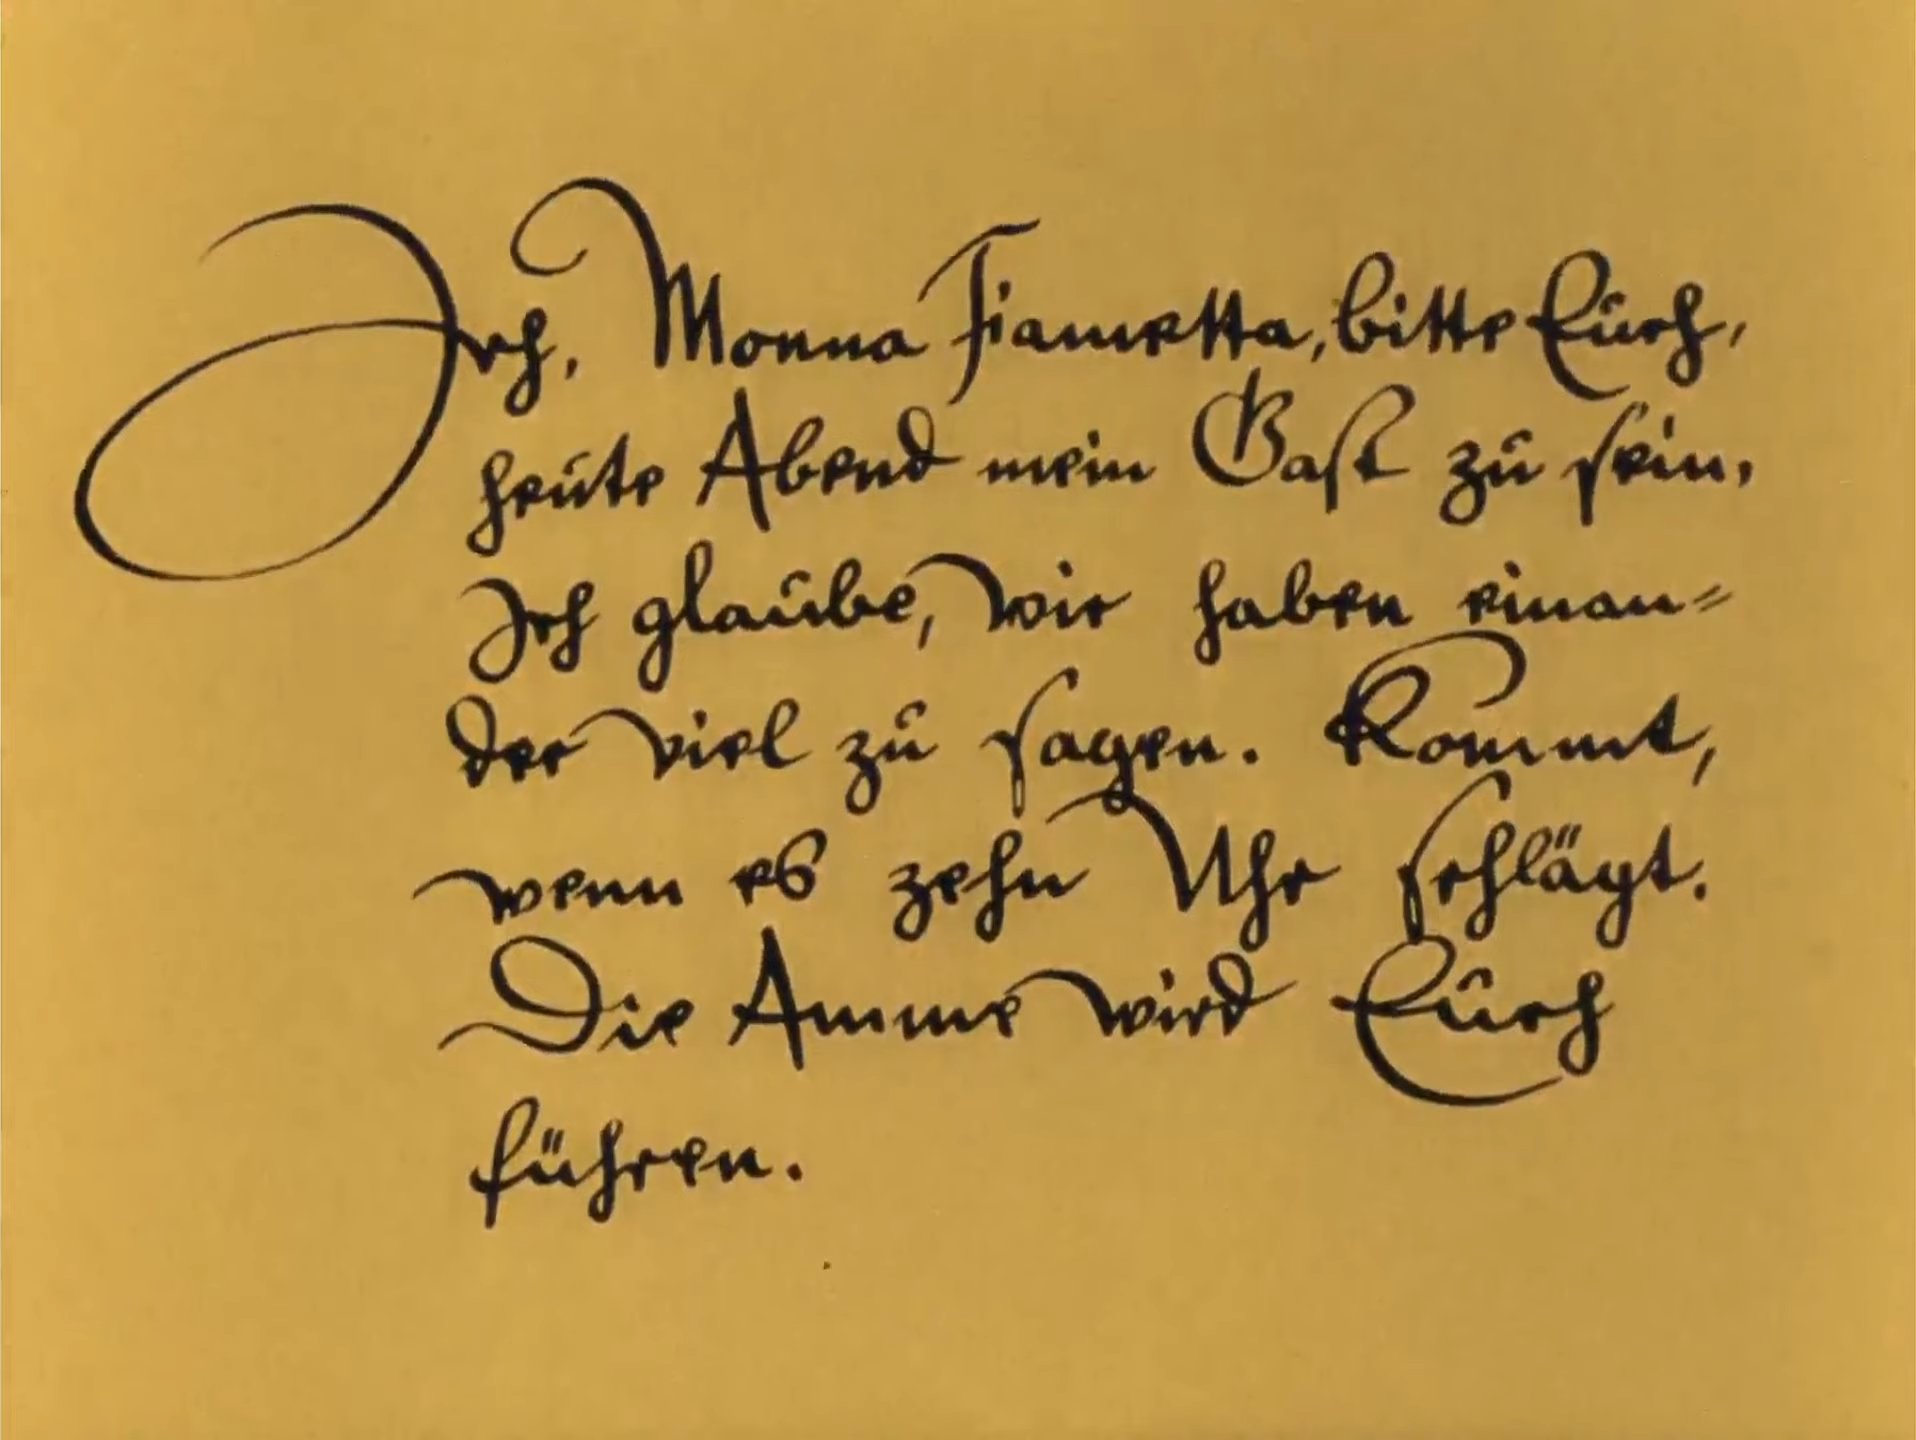 Ich, Monna Fiametta, bitte Euch,
heute Abend mein Gast zu sein.
Ich glaube, wir haben einan-
der viel zu sagen. Kommt,
wenn es zehn Uhr schlägt.
Die Amme wird Euch
führen.